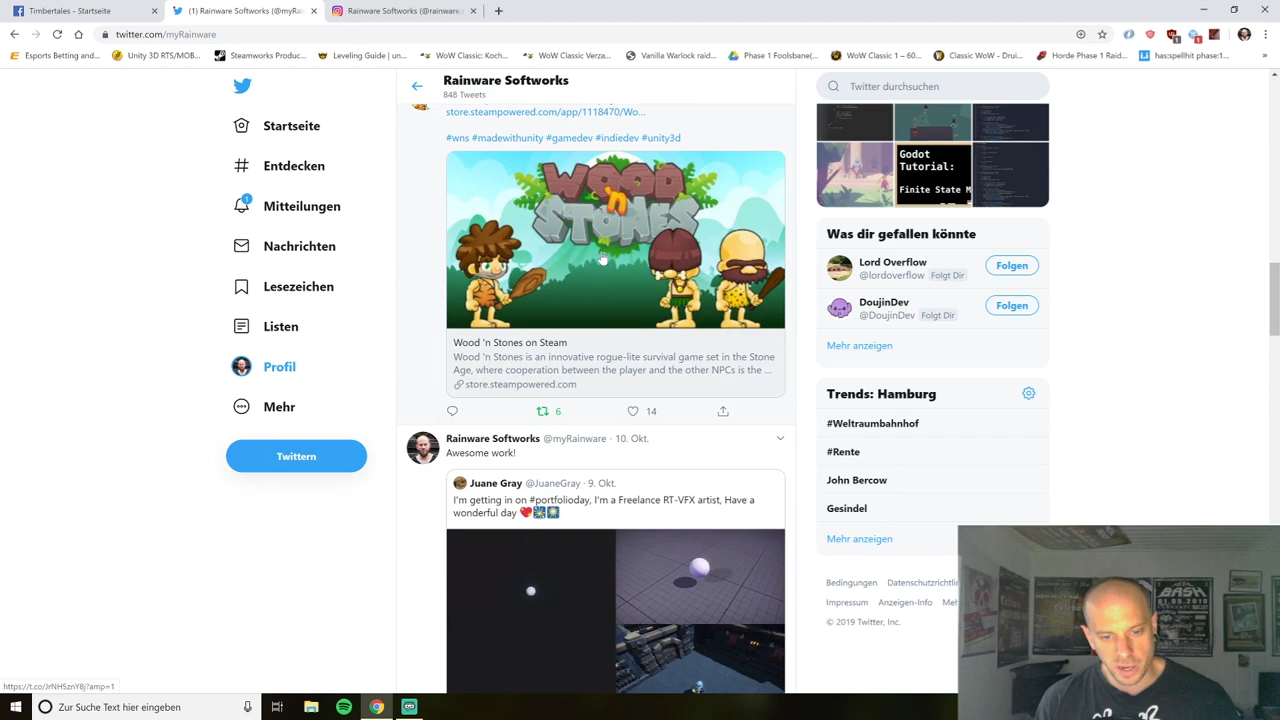 Timbertales - Startseite
(1) Rainware Softworks (@myRa
Rainware Softworks (@rainware.
twitter.com/myRainware
Esports Betting and...
Unity 3D RTS/MOB...
Steamworks Produc...
Leveling Guide | un...
WoW Classic: Koch...
WoW Classic Verza...
Vanilla Warlock raid...
Phase 1 Foolsbane(...
WoW Classic 1 – 60...
Classic WoW - Drui...
Horde Phase 1 Raid...
has:spellhit phase:1...
Startseite
Entdecken
1
Mitteilungen
Nachrichten
Lesezeichen
Listen
Profil
Mehr
Twittern
Rainware Softworks
848 Tweets
store.steampowered.com/app/1118470/Wo...
#wns #madewithunity #gamedev #indiedev #unity3d
WOOD
'n
STONES
Wood 'n Stones on Steam
Wood 'n Stones is an innovative rogue-lite survival game set in the Stone
Age, where cooperation between the player and the other NPCs is the ...
store.steampowered.com
6
14
Rainware Softworks @myRainware · 10. Okt.
Awesome work!
Juane Gray @JuaneGray · 9. Okt.
I'm getting in on #portfolioday, I'm a Freelance RT-VFX artist, Have a
wonderful day
Twitter durchsuchen
Godot
Tutorial:
Finite State M
Was dir gefallen könnte
Lord Overflow
@lordoverflow Folgt Dir
Folgen
DoujinDev
@DoujinDev Folgt Dir
Folgen
Mehr anzeigen
Trends: Hamburg
#Weltraumbahnhof
#Rente
John Bercow
Gesindel
Mehr anzeigen
Bedingungen Datenschutzrichtlin
Impressum Anzeigen-Info Meh
© 2019 Twitter, Inc.
BASH
01.05.2010
https://t.co/JrNH5znY8j?amp=1
Zur Suche Text hier eingeben